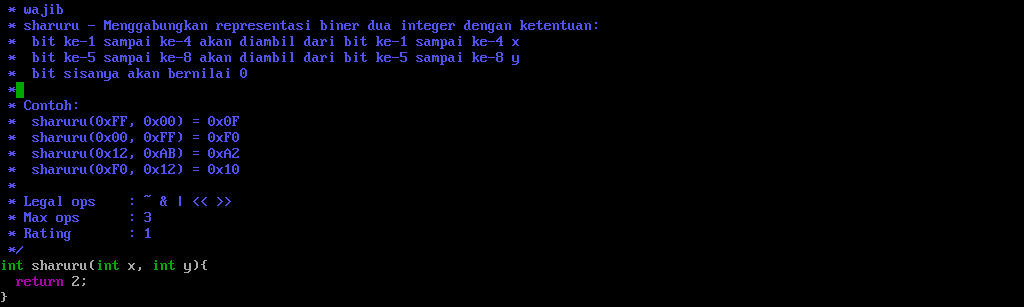 * wajib
* sharuru - Menggabungkan representasi biner dua integer dengan ketentuan:
*  bit ke-1 sampai ke-4 akan diambil dari bit ke-1 sampai ke-4 x
*  bit ke-5 sampai ke-8 akan diambil dari bit ke-5 sampai ke-8 y
*  bit sisanya akan bernilai 0
*
* Contoh:
*  sharuru(0xFF, 0x00) = 0x0F
*  sharuru(0x00, 0xFF) = 0xF0
*  sharuru(0x12, 0xAB) = 0xA2
*  sharuru(0xF0, 0x12) = 0x10
*
* Legal ops    : ~ & | << >>
* Max ops      : 3
* Rating       : 1
*/
int sharuru(int x, int y){
  return 2;
}